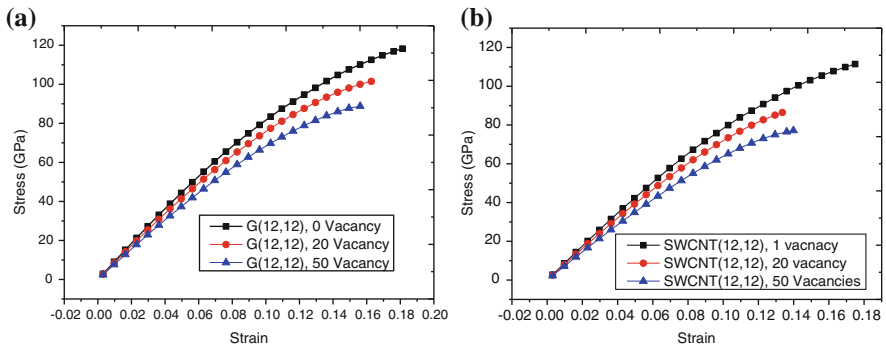 (a)
120
100
80
60
40
20
0
Stress (GPa)
G(12,12), 0 Vacancy
G(12,12), 20 Vacancy
G(12,12), 50 Vacancy
-0.02 0.00 0.02 0.04 0.06 0.08 0.10 0.12 0.14 0.16 0.18 0.20
Strain
(b)
120
100
80
60
40
20
0
Stress (GPa)
SWCNT(12,12), 1 vacnacy
SWCNT(12,12), 20 vacancy
SWCNT(12,12), 50 Vacancies
-0.02 0.00 0.02 0.04 0.06 0.08 0.10 0.12 0.14 0.16 0.18
Strain